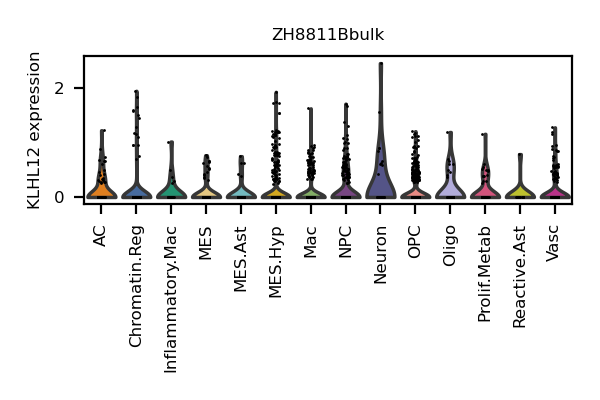 ZH8811Bbulk
KLHL12 expression
2
0
AC
Chromatin.Reg
Inflammatory.Mac
MES
MES.Ast
MES.Hyp
Mac
NPC
Neuron
OPC
Oligo
Prolif.Metab
Reactive.Ast
Vasc